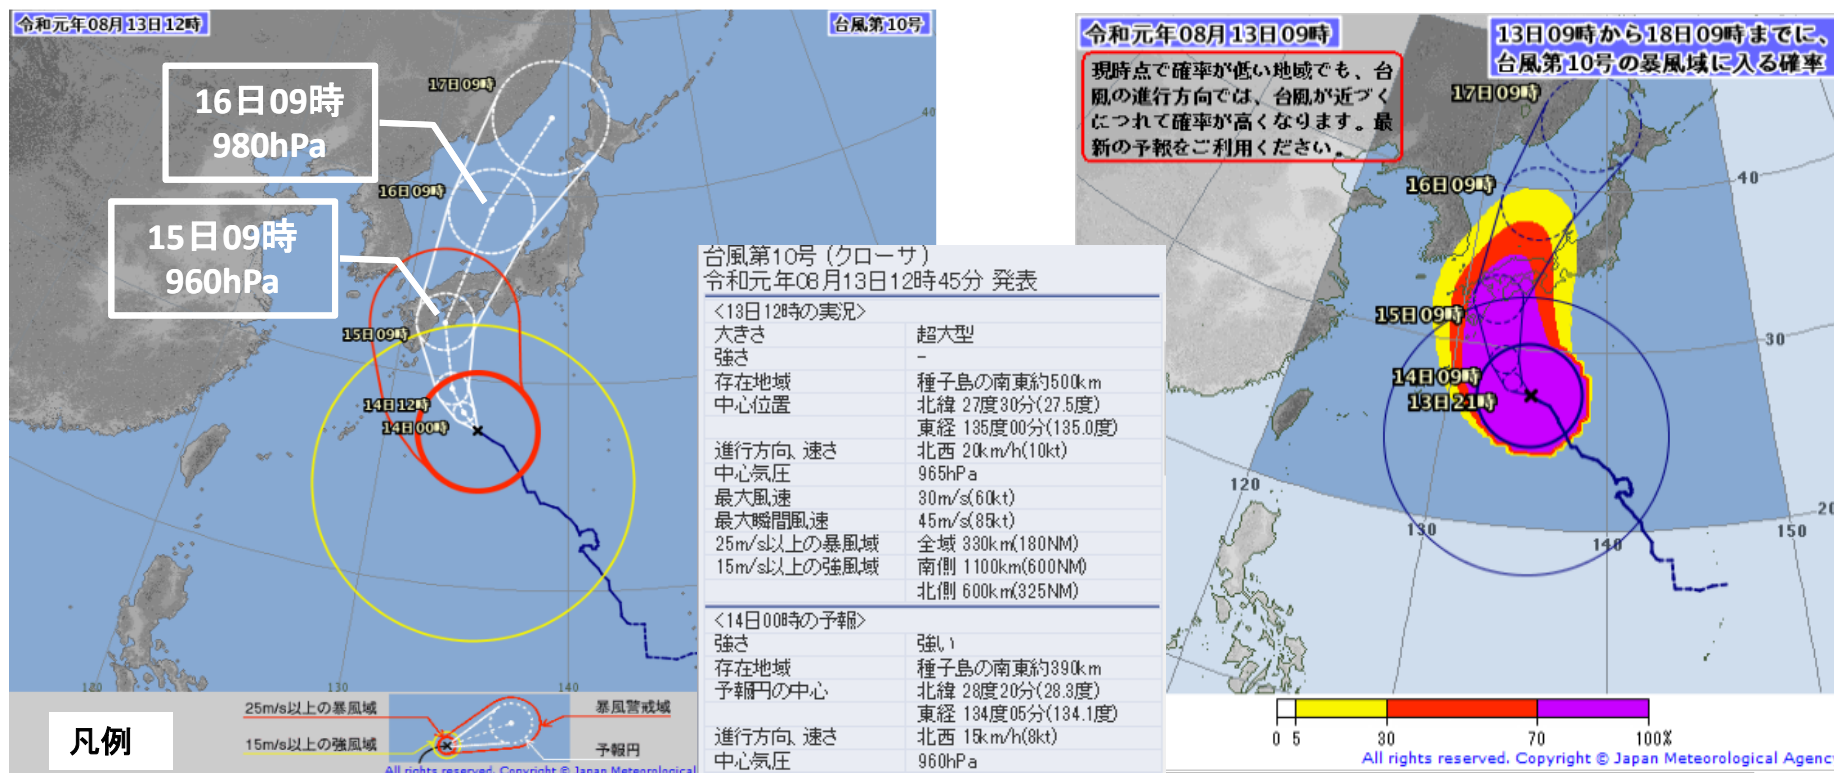 令和元年08月13日12時
台風第10号
17日09時
16日09時
980hPa
16日09時
15日09時
960hPa
15日09時
14日12時
14日00時
40
120
130
140
凡例
25m/s以上の暴風域
15m/s以上の強風域
暴風警戒域
予報円
All rights reserved. Copyright © Japan Meteorological
台風第10号 (クローサ)
令和元年08月13日12時45分 発表
<13日12時の実況>
大きさ 超大型
強さ -
存在地域 種子島の南東約500km
中心位置 北緯 27度30分(27.5度)
東経 135度00分(135.0度)
進行方向、速さ 北西 20km/h(10kt)
中心気圧 965hPa
最大風速 30m/s(60kt)
最大瞬間風速 45m/s(85kt)
25m/s以上の暴風域 全域 330km(180NM)
15m/s以上の強風域 南側 1100km(600NM)
北側 600km(325NM)
<14日00時の予報>
強さ 強い
存在地域 種子島の南東約390km
予報円の中心 北緯 28度20分(28.3度)
東経 134度05分(134.1度)
進行方向、速さ 北西 15km/h(8kt)
中心気圧 960hPa
令和元年08月13日09時
13日09時から18日09時までに、
台風第10号の暴風域に入る確率
現時点で確率が低い地域でも、台
風の進行方向では、台風が近づく
につれて確率が高くなります。最
新の予報をご利用ください。
17日09時
16日09時
15日09時
14日09時
13日21時
40
30
20
120
130
140
150
0 5 30 70 100%
All rights reserved. Copyright © Japan Meteorological Agency